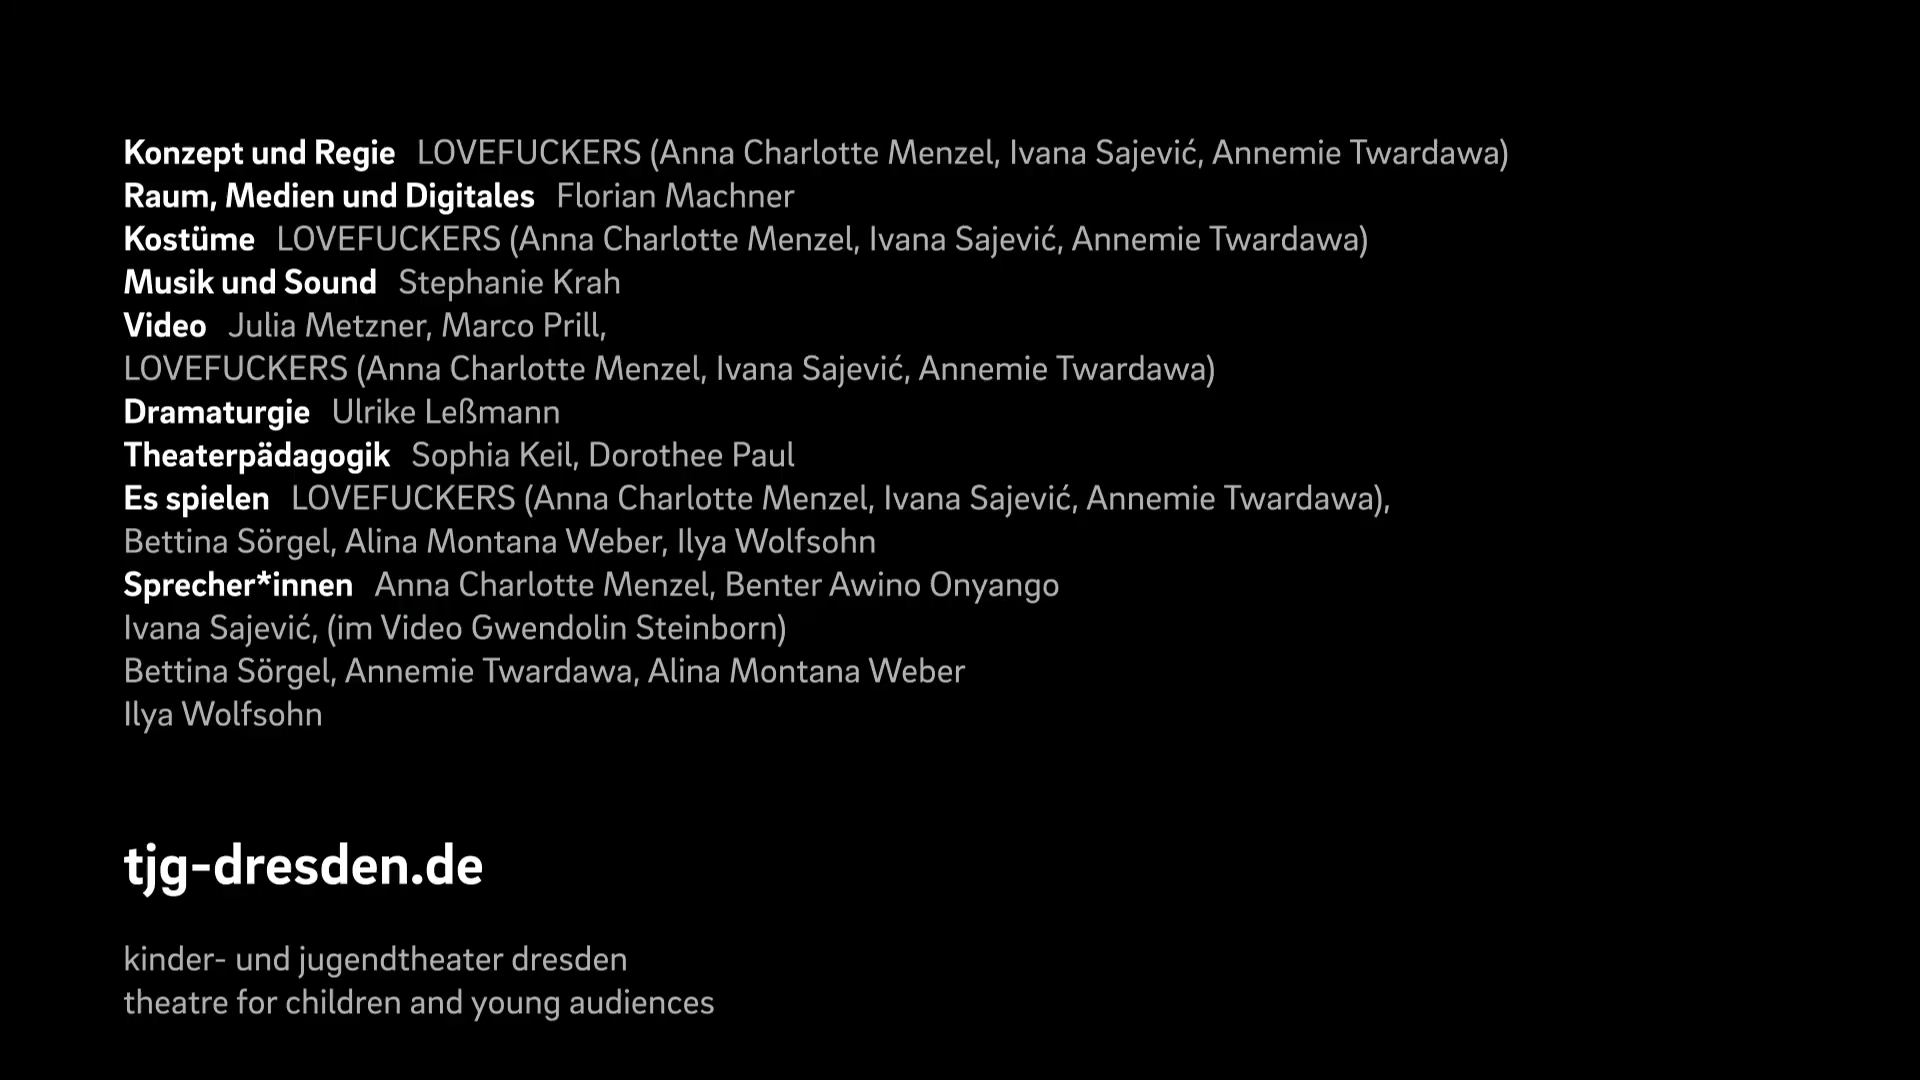 Konzept und Regie LOVEFUCKERS (Anna Charlotte Menzel, Ivana Sajević, Annemie Twardawa)
Raum, Medien und Digitales Florian Machner
Kostüme LOVEFUCKERS (Anna Charlotte Menzel, Ivana Sajević, Annemie Twardawa)
Musik und Sound Stephanie Krah
Video Julia Metzner, Marco Prill,
LOVEFUCKERS (Anna Charlotte Menzel, Ivana Sajević, Annemie Twardawa)
Dramaturgie Ulrike Leßmann
Theaterpädagogik Sophia Keil, Dorothee Paul
Es spielen LOVEFUCKERS (Anna Charlotte Menzel, Ivana Sajević, Annemie Twardawa),
Bettina Sörgel, Alina Montana Weber, Ilya Wolfsohn
Sprecher*innen Anna Charlotte Menzel, Benter Awino Onyango
Ivana Sajević, (im Video Gwendolin Steinborn)
Bettina Sörgel, Annemie Twardawa, Alina Montana Weber
Ilya Wolfsohn
tjg-dresden.de
kinder- und jugendtheater dresden
theatre for children and young audiences